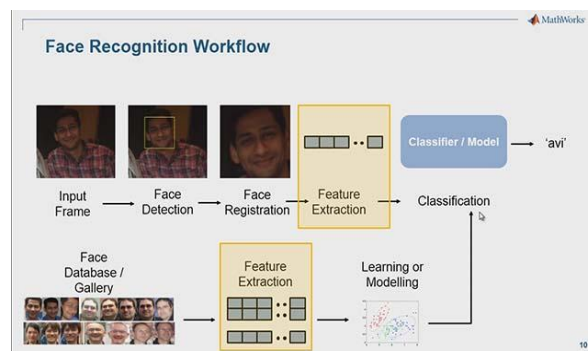 MathWorks
Face Recognition Workflow
Classifier / Model
'avi'
Input
Frame
Face
Detection
Face
Registration
Feature
Extraction
Classification
Face
Database /
Gallery
Feature
Extraction
Learning or
Modelling